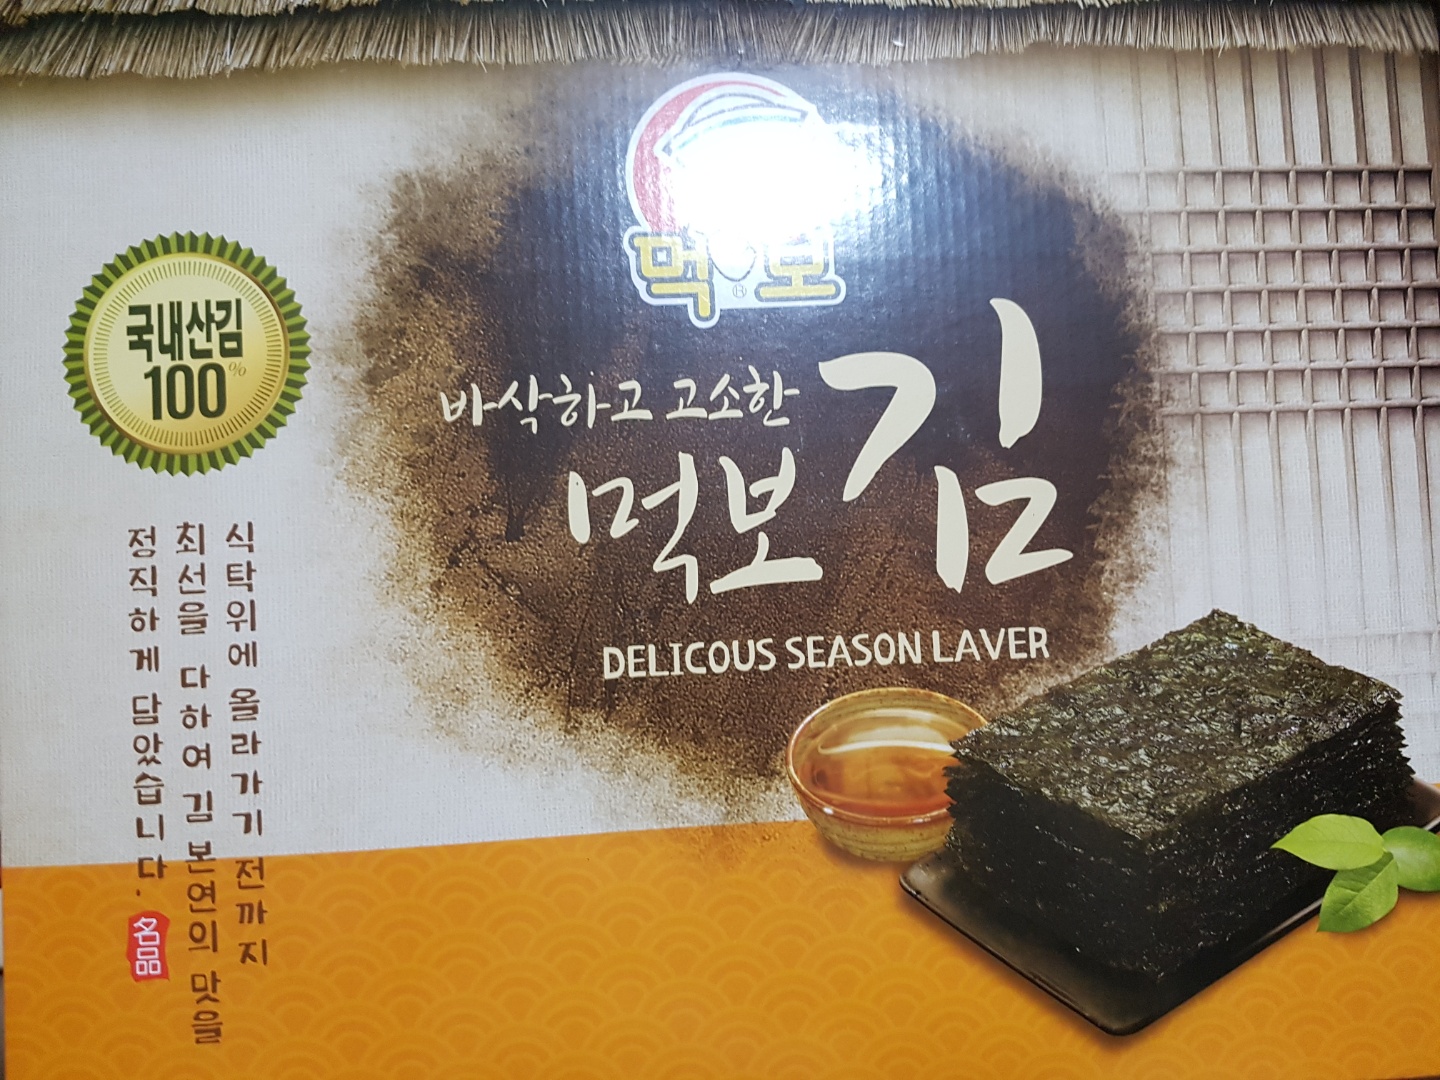 먹보
®
국내산김
100%
바삭하고 고소한
먹보 김
DELICOUS SEASON LAVER
식탁위에 올라가기 전까지
최선을 다하여 김 본연의 맛을
정직하게 담았습니다.
名品